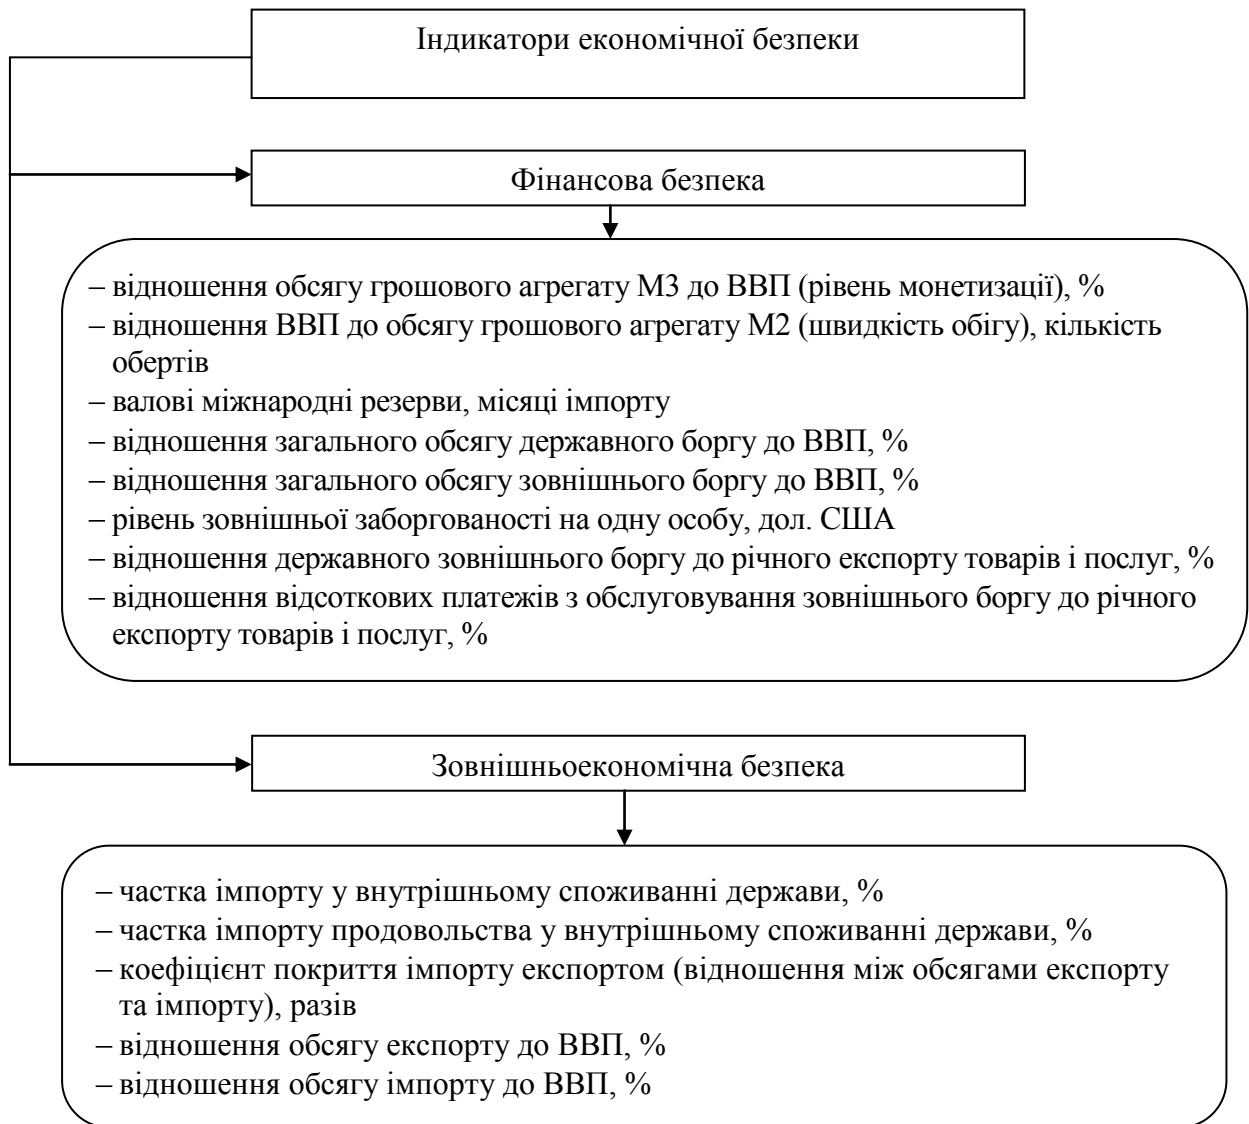 Індикатори економічної безпеки
Фінансова безпека
– відношення обсягу грошового агрегату М3 до ВВП (рівень монетизації), %
– відношення ВВП до обсягу грошового агрегату М2 (швидкість обігу), кількість
обертів
– валові міжнародні резерви, місяці імпорту
– відношення загального обсягу державного боргу до ВВП, %
– відношення загального обсягу зовнішнього боргу до ВВП, %
– рівень зовнішньої заборгованості на одну особу, дол. США
– відношення державного зовнішнього боргу до річного експорту товарів і послуг, %
– відношення відсоткових платежів з обслуговування зовнішнього боргу до річного
експорту товарів і послуг, %
Зовнішньоекономічна безпека
– частка імпорту у внутрішньому споживанні держави, %
– частка імпорту продовольства у внутрішньому споживанні держави, %
– коефіцієнт покриття імпорту експортом (відношення між обсягами експорту
та імпорту), разів
– відношення обсягу експорту до ВВП, %
– відношення обсягу імпорту до ВВП, %